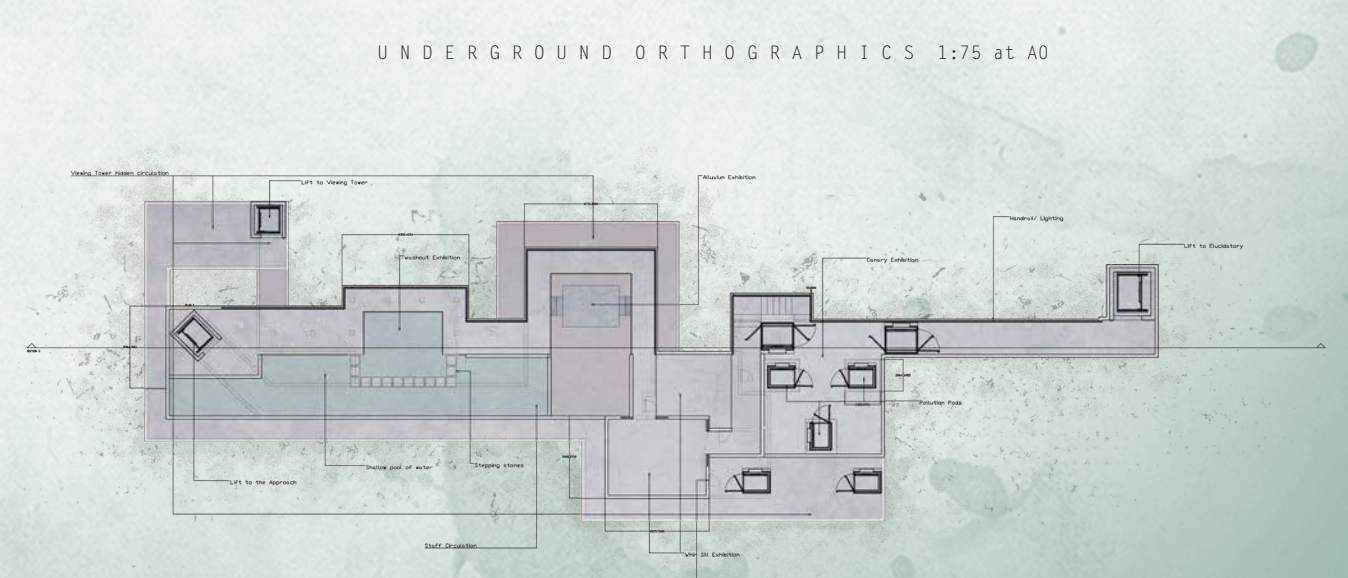 UNDERGROUND ORTHOGRAPHICS 1:75 at A0
Viewing Tower hidden circulation
Lift to Viewing Tower
Alluvium Exhibition
Handrail/ Lighting
Lift to Elucidatory
Washout Exhibition
Canary Exhibition
Pollution Pods
Shallow pool of water
Stepping stones
Lift to the Approach
Staff Circulation
Whin Sill Exhibition